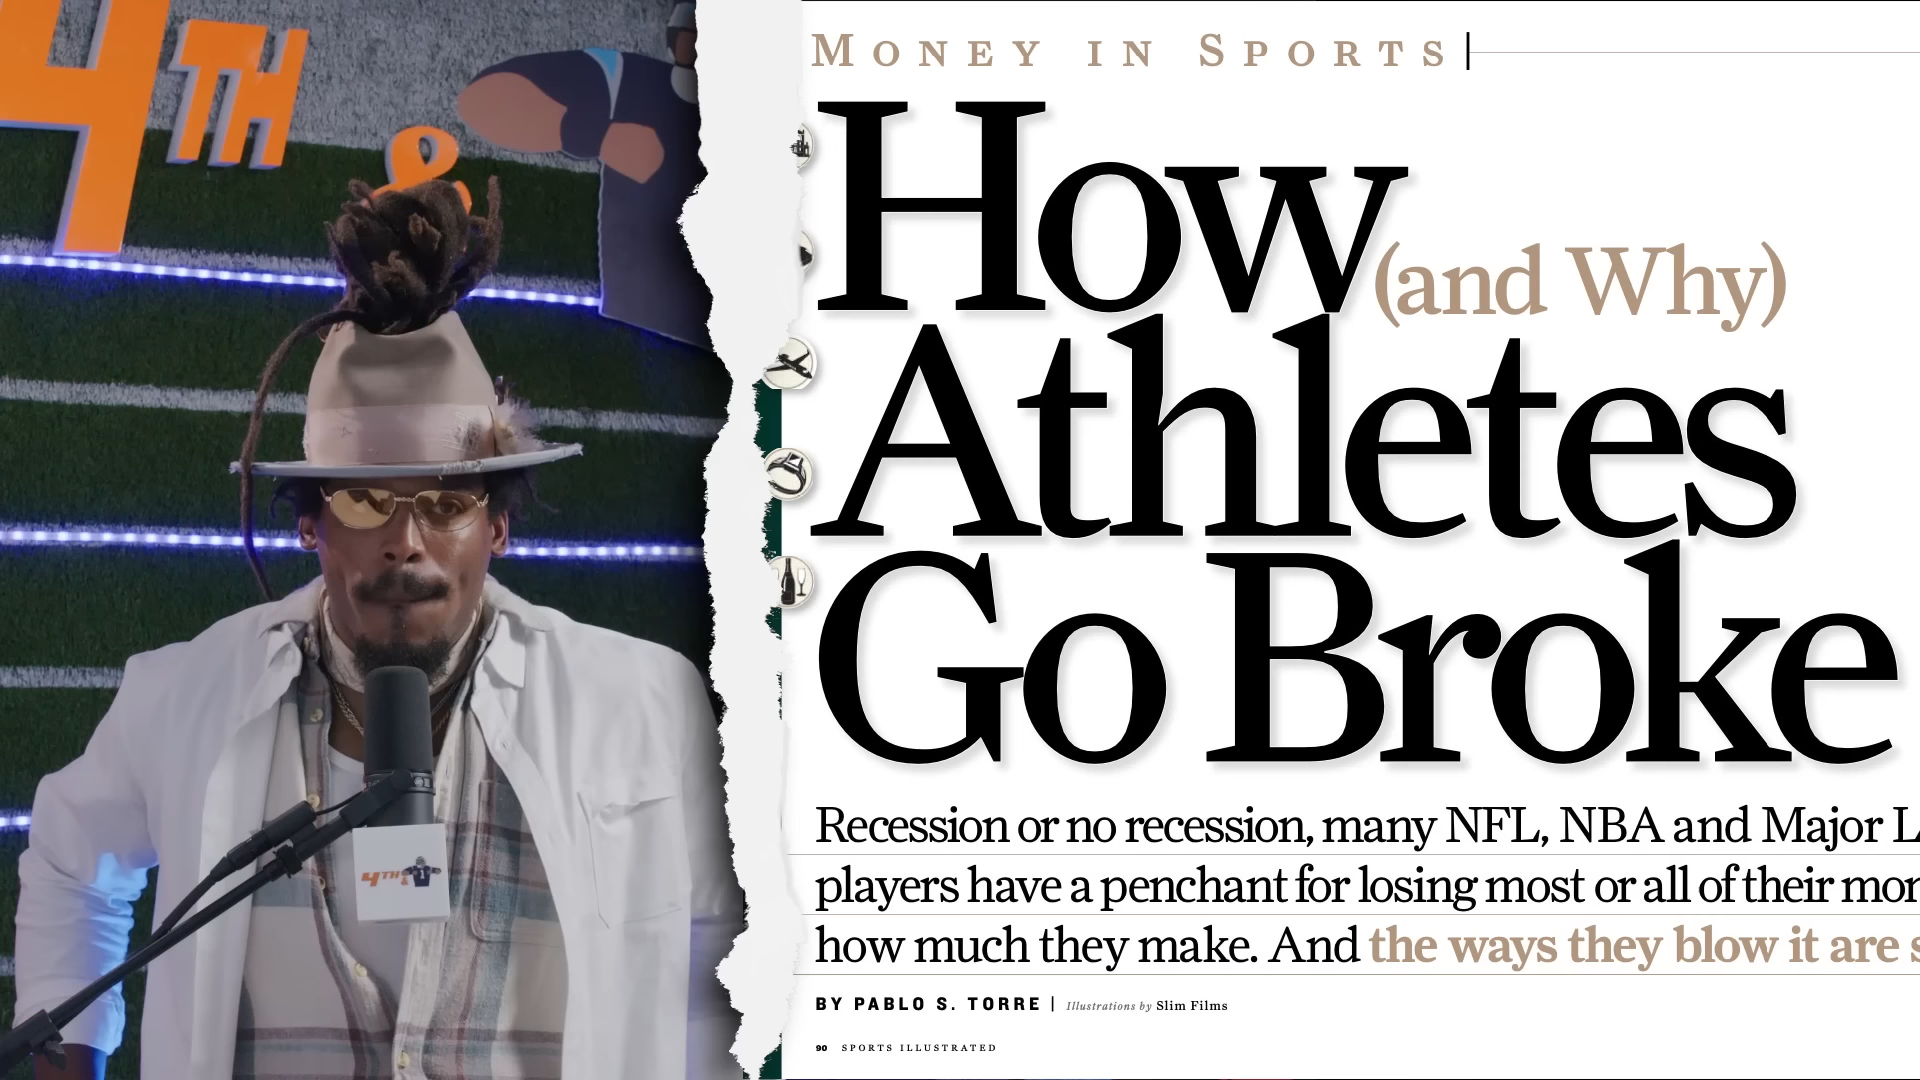 4TH
&
4TH
&
1
MONEY IN SPORTS
How
(and Why)
Athletes
Go Broke
Recession or no recession, many NFL, NBA and Major L
players have a penchant for losing most or all of their mon
how much they make. And the ways they blow it are s
BY PABLO S. TORRE | Illustrations by Slim Films
90 SPORTS ILLUSTRATED